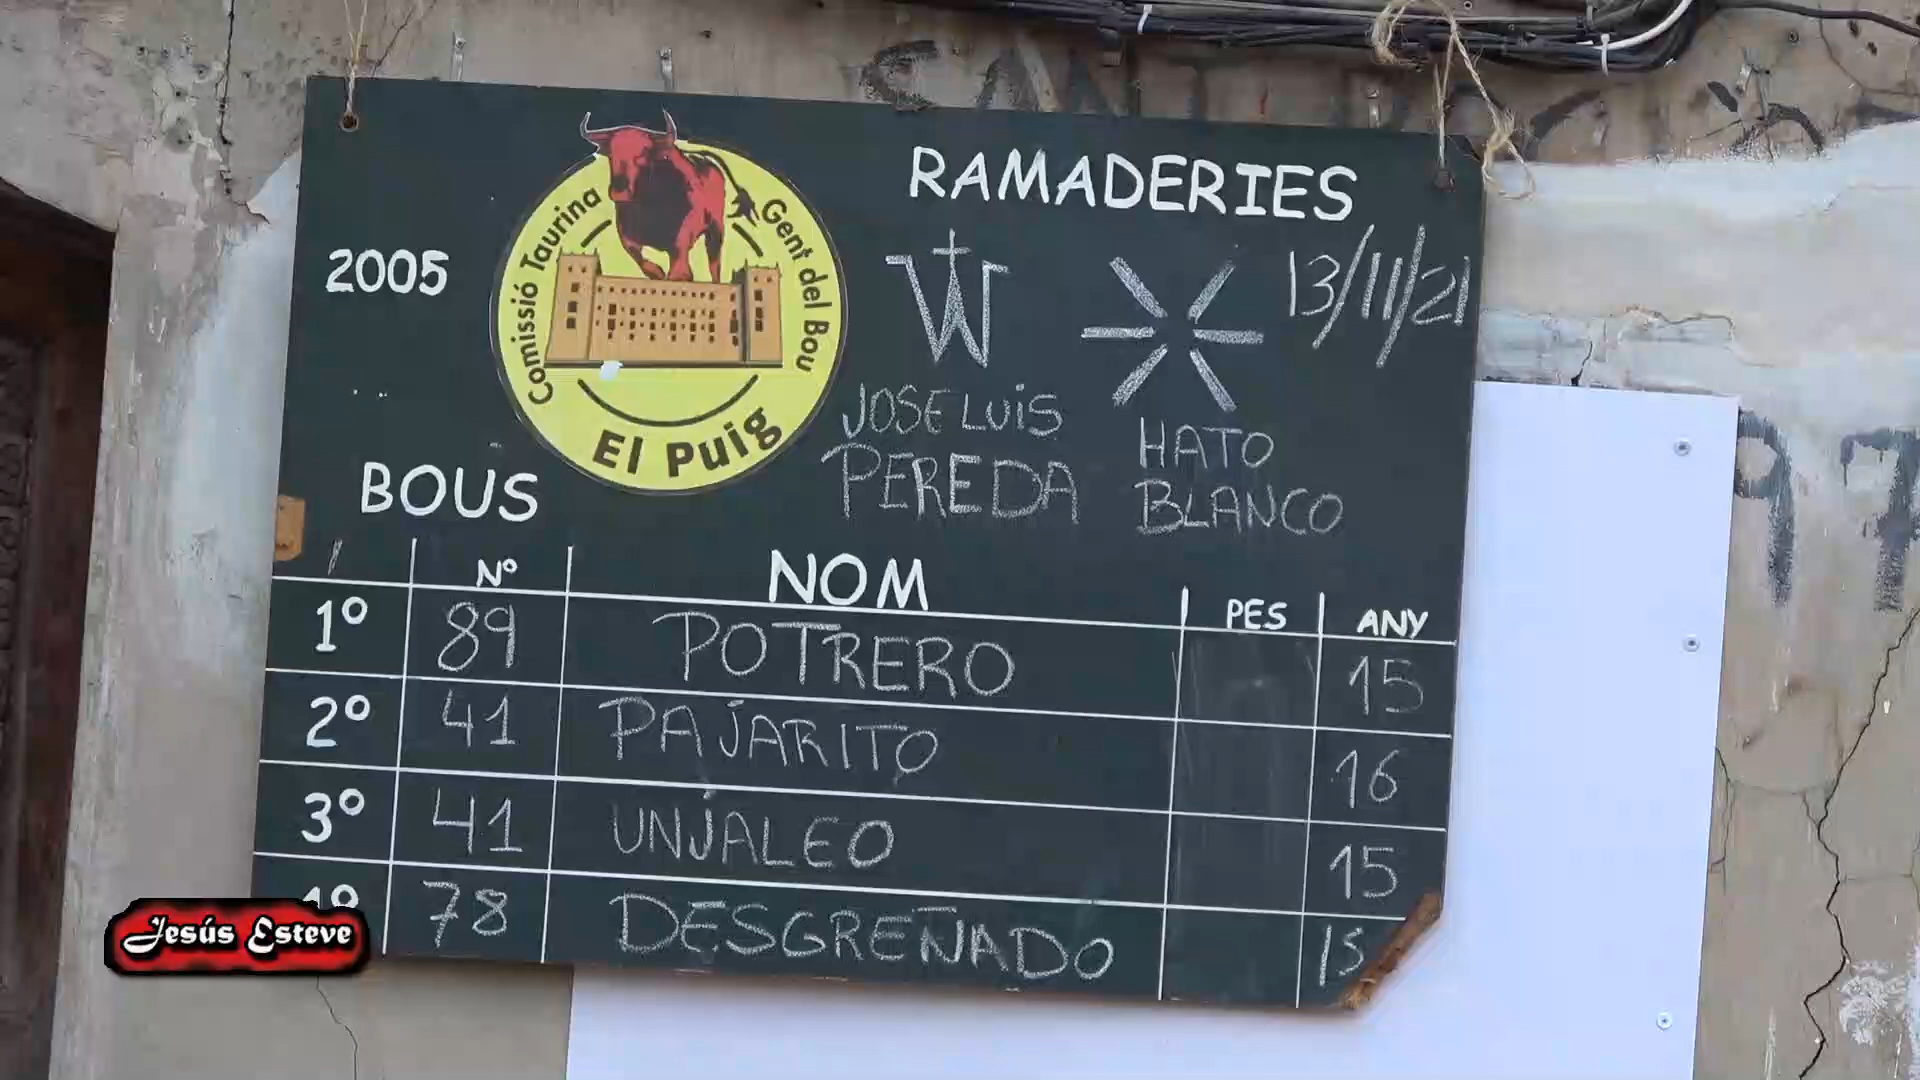 RAMADERIES
2005
Comissió Taurina
Gent del Bou
El Puig
13/11/21
JOSE LUIS
PEREDA
HATO
BLANCO
BOUS
Nº NOM PES ANY
1º 89 POTRERO 15
2º 41 PAJARITO 16
3º 41 UNJALEO 15
78 DESGREÑADO 15
Jesús Esteve
97